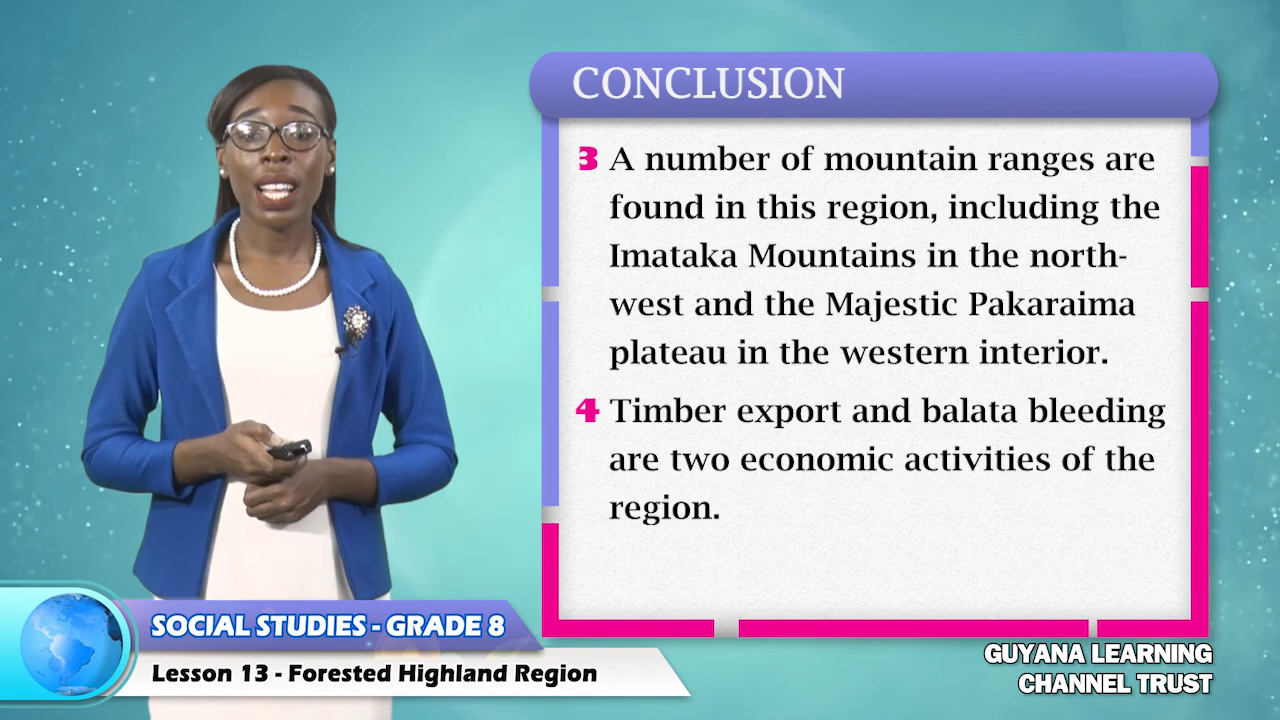 CONCLUSION
3 A number of mountain ranges are
found in this region, including the
Imataka Mountains in the north-
west and the Majestic Pakaraima
plateau in the western interior.
4 Timber export and balata bleeding
are two economic activities of the
region.
SOCIAL STUDIES - GRADE 8
Lesson 13 - Forested Highland Region
GUYANA LEARNING
CHANNEL TRUST